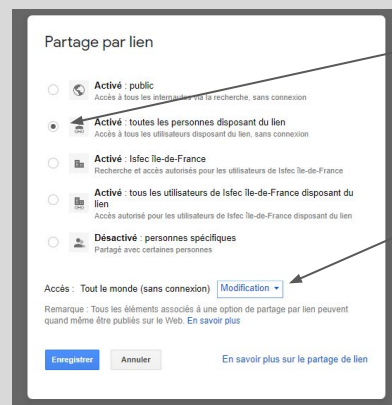 Partage par lien
Activé : public
Accès à tous les internautes via la recherche, sans connexion
Activé : toutes les personnes disposant du lien
Accès à tous les utilisateurs disposant du lien, sans connexion
Activé : Isfec Île-de-France
Recherche et accès autorisés pour les utilisateurs de Isfec Île-de-France
Activé : tous les utilisateurs de Isfec Île-de-France disposant du
lien
Accès autorisé pour les utilisateurs de Isfec Île-de-France disposant du lien
Désactivé : personnes spécifiques
Partagé avec certaines personnes
Accès : Tout le monde (sans connexion) Modification
Remarque : Tous les éléments associés à une option de partage par lien peuvent
quand même être publiés sur le Web. En savoir plus
Enregistrer Annuler En savoir plus sur le partage de lien